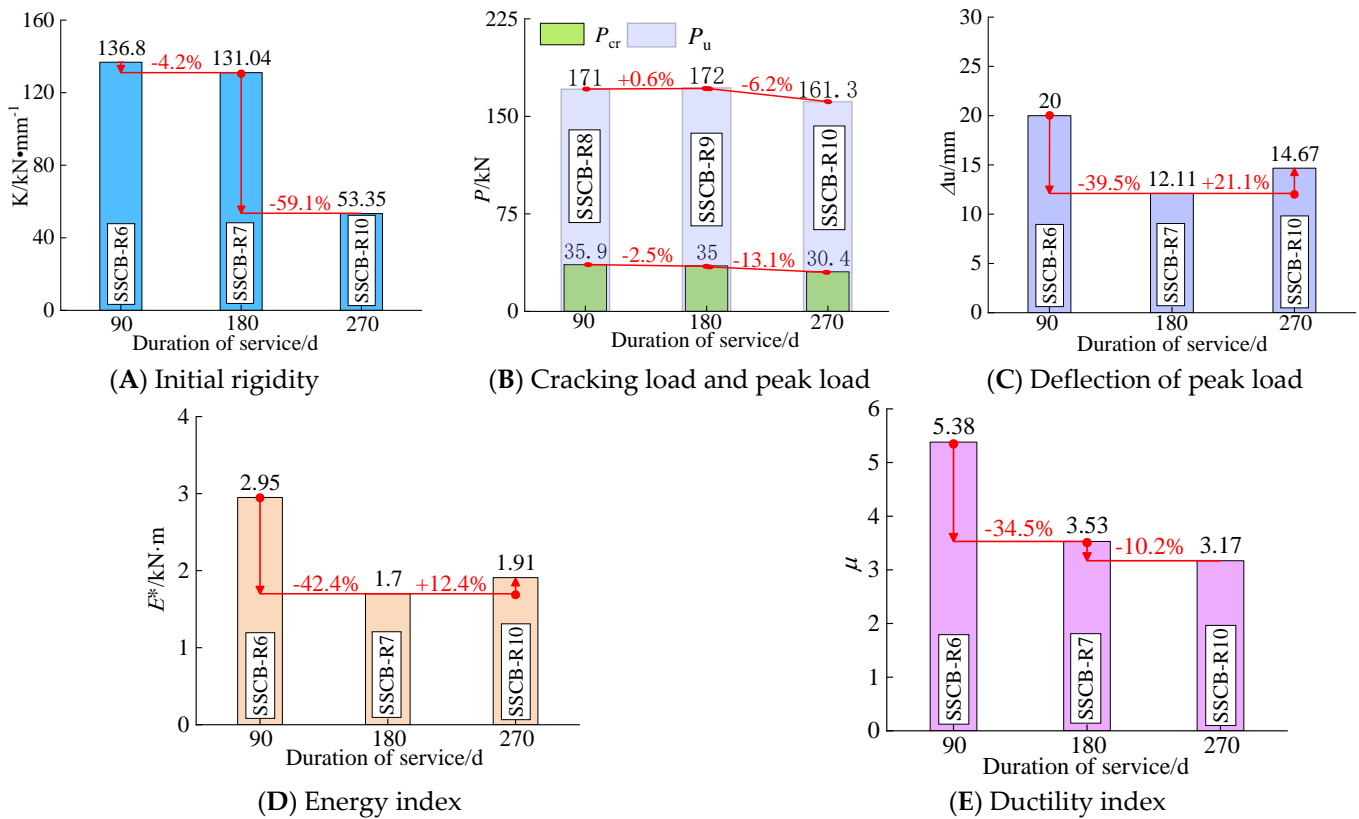 160
120
80
40
0
K/kN•mm-1
136.8
-4.2%
131.04
-59.1%
53.35
SSCB-R6
SSCB-R7
SSCB-R10
90
180
270
Duration of service/d
(A) Initial rigidity
225
150
75
0
P/kN
Pcr
Pu
171
+0.6%
172
-6.2%
161.3
SSCB-R8
SSCB-R9
SSCB-R10
35.9
-2.5%
35
-13.1%
30.4
90
180
270
Duration of service/d
(B) Cracking load and peak load
30
25
20
15
10
5
0
Δu/mm
20
-39.5%
12.11
+21.1%
14.67
SSCB-R6
SSCB-R7
SSCB-R10
90
180
270
Duration of service/d
(C) Deflection of peak load
4
3
2
1
0
E*/kN·m
2.95
-42.4%
1.7
+12.4%
1.91
SSCB-R6
SSCB-R7
SSCB-R10
90
180
270
Duration of service/d
(D) Energy index
6
5
4
3
2
1
0
μ
5.38
-34.5%
3.53
-10.2%
3.17
SSCB-R6
SSCB-R7
SSCB-R10
90
180
270
Duration of service/d
(E) Ductility index